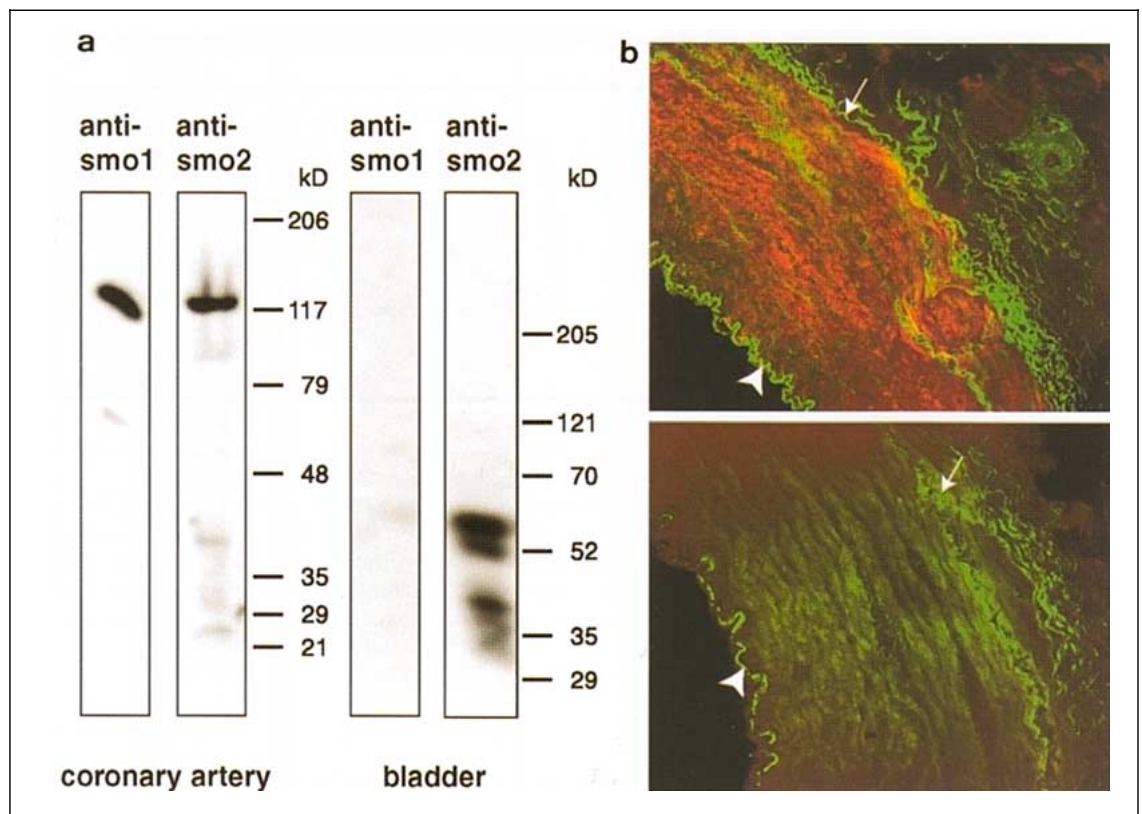 a
b
anti-
smo1
anti-
smo2
kD
206
117
79
48
35
29
21
coronary artery
anti-
smo1
anti-
smo2
kD
205
121
70
52
35
29
bladder